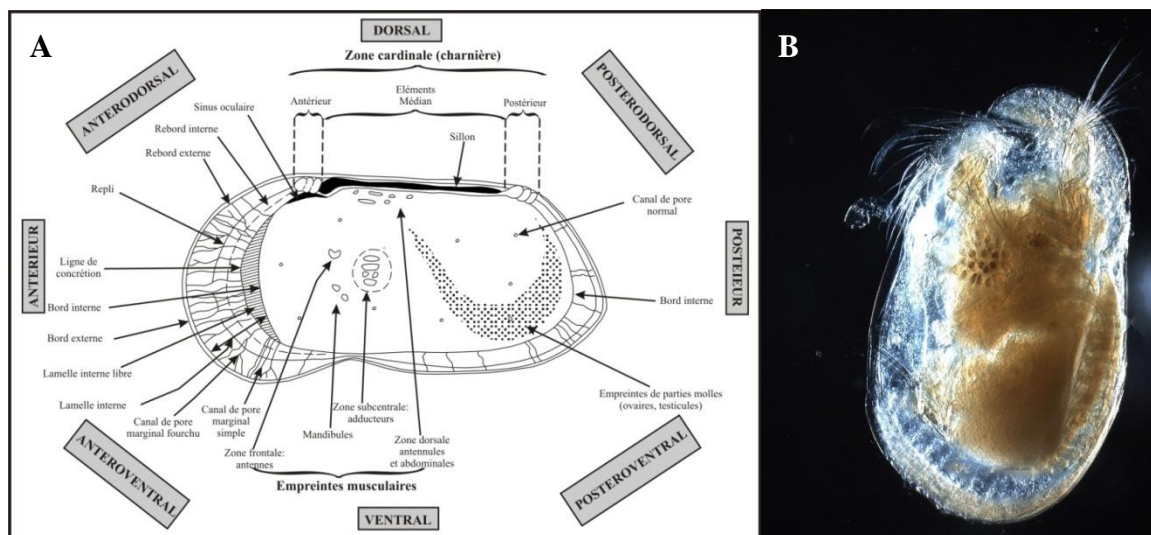 A
B
DORSAL
Zone cardinale (charnière)
ANTERODORSAL
POSTERODORSAL
Sinus oculaire
Antérieur
Eléments
Médian
Postérieur
Rebord interne
Rebord externe
Sillon
Repli
Canal de pore
normal
ANTERIEUR
POSTEIEUR
Ligne de
concrétion
Bord interne
Bord interne
Bord externe
Lamelle interne libre
Lamelle interne
Canal de pore
marginal fourchu
Canal de pore
marginal
simple
Zone frontale:
antennes
Mandibules
Zone subcentrale:
adducteurs
Zone dorsale
antennules
et abdominales
Empreintes de parties molles
(ovaires, testicules)
Empreintes musculaires
ANTEROVENTRAL
POSTEROVENTRAL
VENTRAL